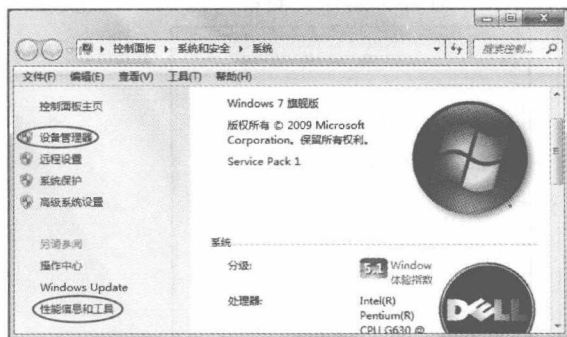 控制面板 ▸ 系统和安全 ▸ 系统
搜索控制...
文件(F) 编辑(E) 查看(V) 工具(T) 帮助(H)
控制面板主页
设备管理器
远程设置
系统保护
高级系统设置
另请参阅
操作中心
Windows Update
性能信息和工具
Windows 7 旗舰版
版权所有 © 2009 Microsoft
Corporation。保留所有权利。
Service Pack 1
系统
分级:
5.1 Window
体验指数
处理器:
Intel(R)
Pentium(R)
CPU G630 @
DELL